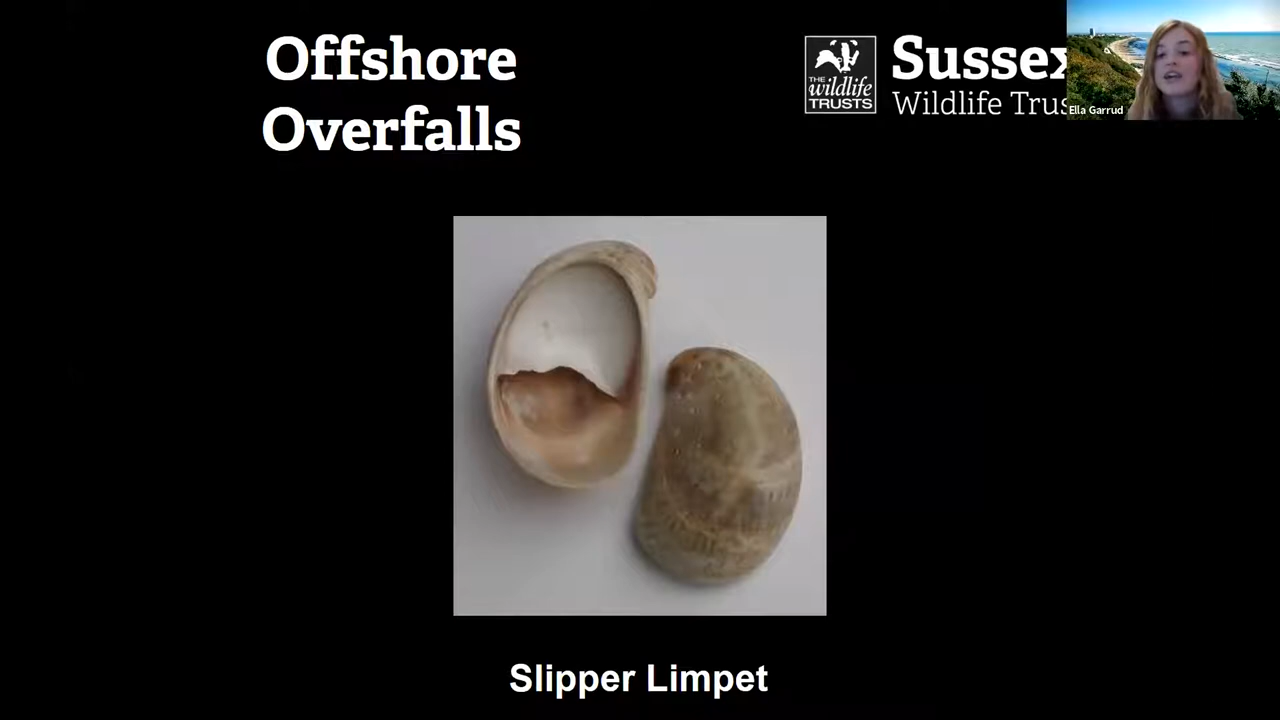 Offshore
Overfalls
THE
wildlife
TRUSTS
Sussex
Wildlife Trus
Ella Garrud
Slipper Limpet